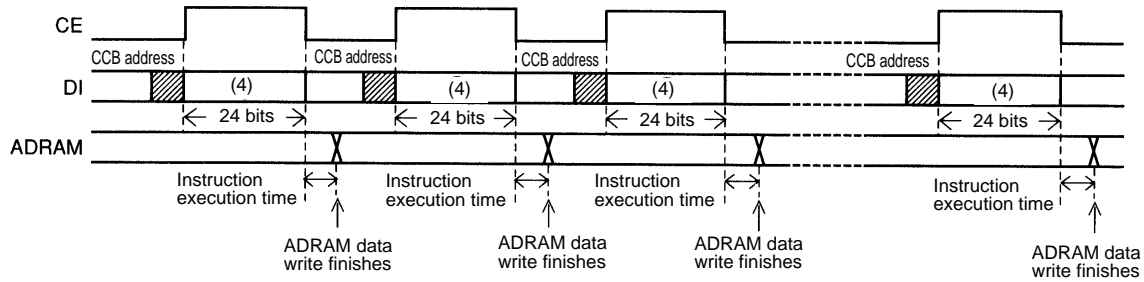 CE
CCB address CCB address CCB address CCB address
DI (4) (4) (4) (4)
24 bits 24 bits 24 bits 24 bits
ADRAM
Instruction execution time
Instruction execution time
Instruction execution time
Instruction execution time
ADRAM data write finishes
ADRAM data write finishes
ADRAM data write finishes
ADRAM data write finishes